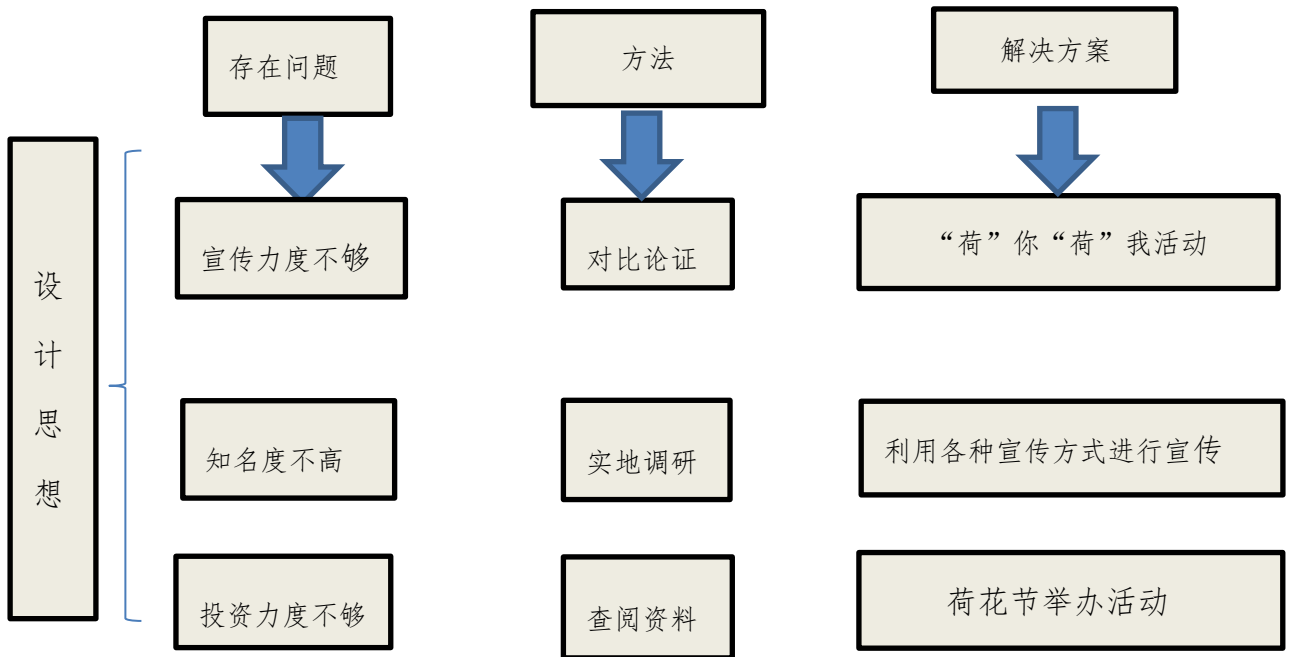 存在问题
方法
解决方案
设计思想
宣传力度不够
对比论证
“荷”你“荷”我活动
知名度不高
实地调研
利用各种宣传方式进行宣传
投资力度不够
查阅资料
荷花节举办活动